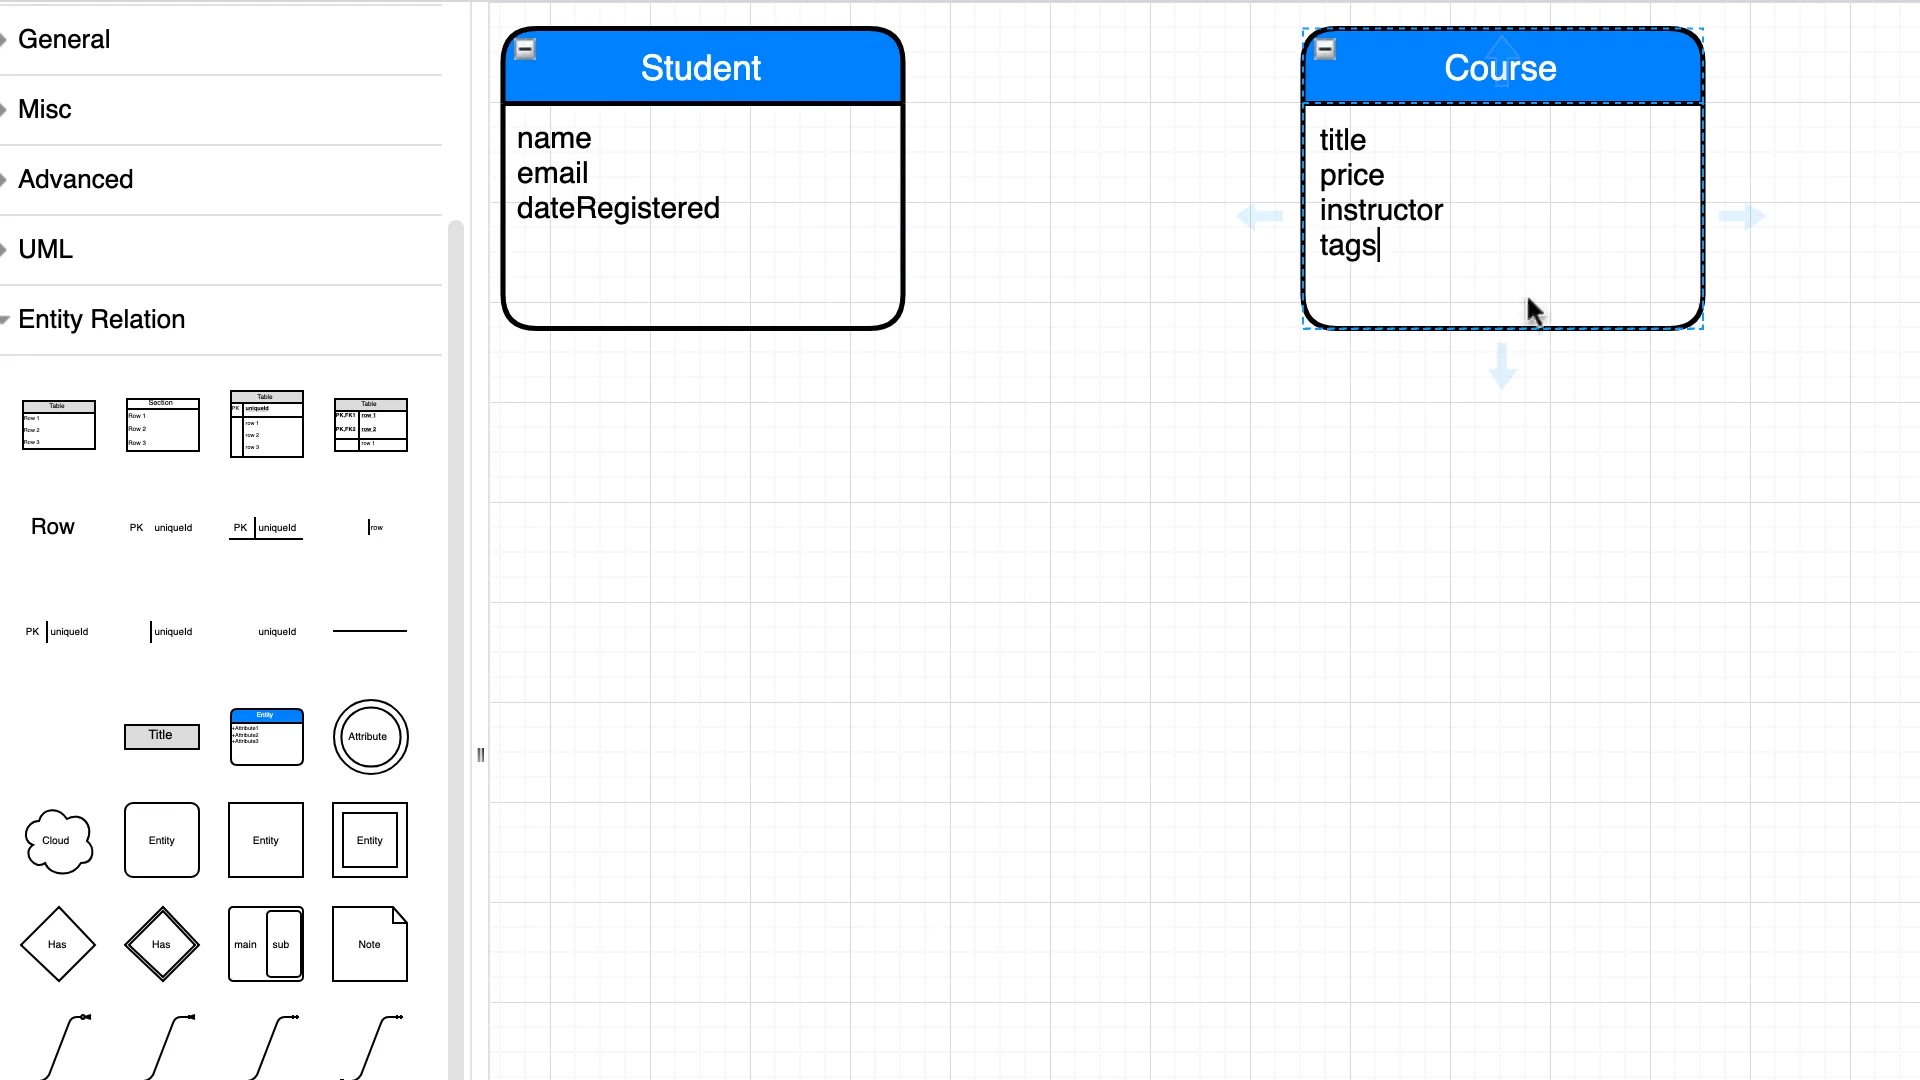 General
Misc
Advanced
UML
Entity Relation
Student
name
email
dateRegistered
Course
title
price
instructor
tags
Table
Row 1
Row 2
Row 3
Section
Row 1
Row 2
Row 3
Table
PK uniqueId
row 1
row 2
row 3
Table
PK,FK1 row 1
PK,FK2 row 2
row 1
Row
PK uniqueId
PK uniqueId
row
PK uniqueId
uniqueId
uniqueId
Title
Entity
+Attribute1
+Attribute2
+Attribute3
Attribute
Cloud
Entity
Entity
Entity
Has
Has
main sub
Note